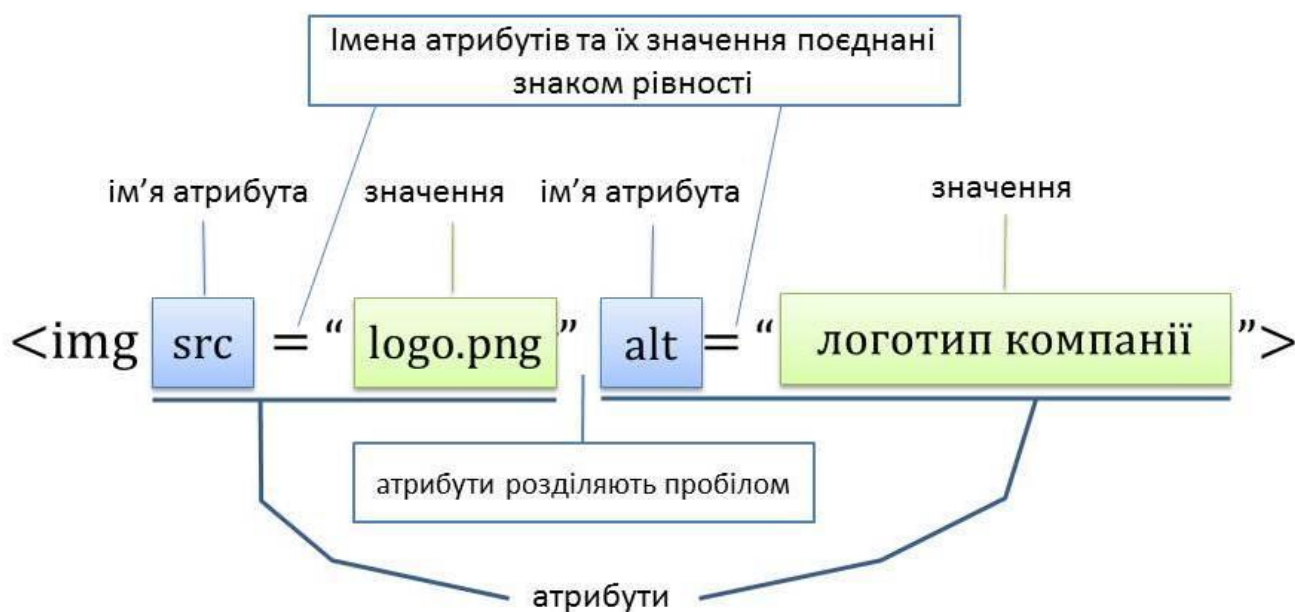 Імена атрибутів та їх значення поєднані
знаком рівності
ім’я атрибута значення ім’я атрибута значення
<img src = “ logo.png ” alt = “ логотип компанії ”>
атрибути розділяють пробілом
атрибути